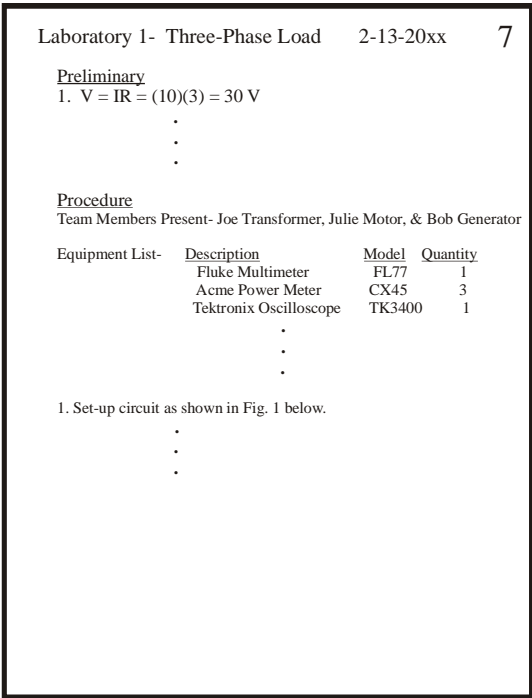 Laboratory 1- Three-Phase Load 2-13-20xx 7
Preliminary
1. V = IR = (10)(3) = 30 V
.
.
.
Procedure
Team Members Present- Joe Transformer, Julie Motor, & Bob Generator
Equipment List- Description Model Quantity
Fluke Multimeter FL77 1
Acme Power Meter CX45 3
Tektronix Oscilloscope TK3400 1
.
.
.
1. Set-up circuit as shown in Fig. 1 below.
.
.
.